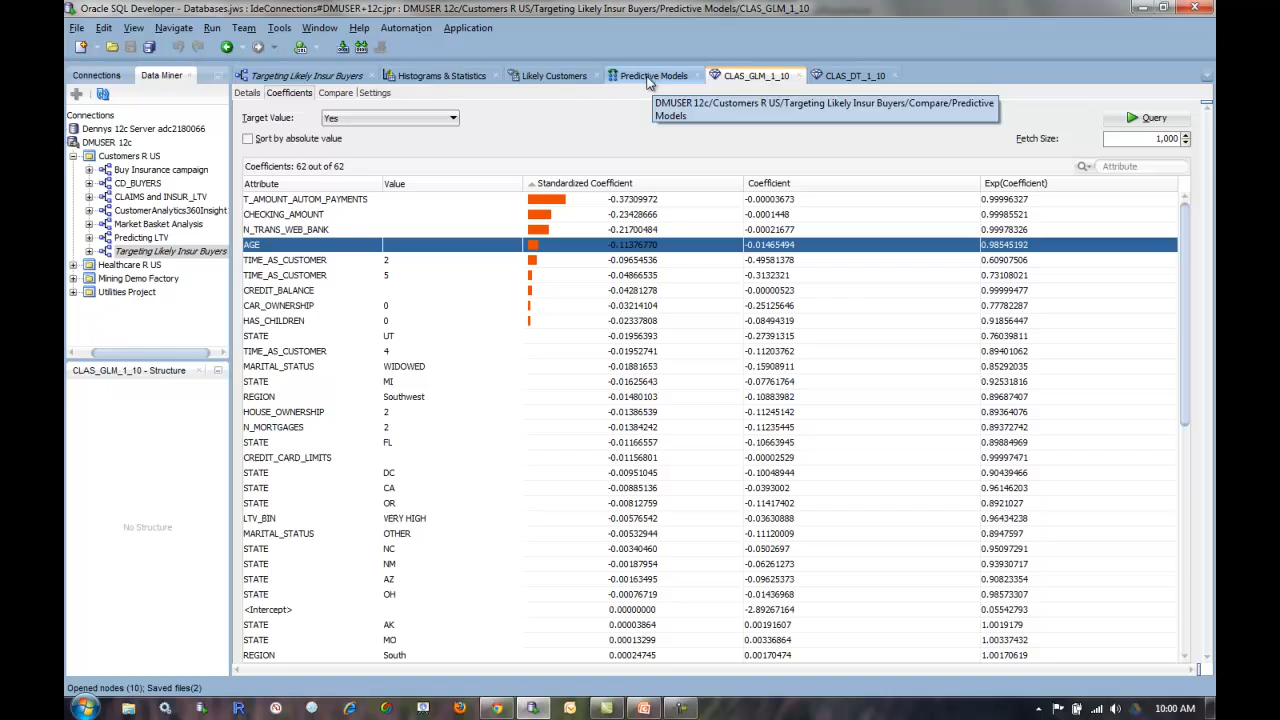 Oracle SQL Developer - Databases.jws : IdeConnections#DMUSER+12c.jpr : DMUSER 12c/Customers R US/Targeting Likely Insur Buyers/Predictive Models/CLAS_GLM_1_10
File Edit View Navigate Run Team Tools Window Help Automation Application
Connections Data Miner Targeting Likely Insur Buyers Histograms & Statistics Likely Customers Predictive Models CLAS_GLM_1_10 CLAS_DT_1_10
Details Coefficients Compare Settings
DMUSER 12c/Customers R US/Targeting Likely Insur Buyers/Compare/Predictive
Models
Target Value: Yes Query
Sort by absolute value Fetch Size: 1,000
Coefficients: 62 out of 62 Attribute
Connections
Dennys 12c Server adc2180066
DMUSER 12c
Customers R US
Buy Insurance campaign
CD_BUYERS
CLAIMS and INSUR_LTV
CustomerAnalytics360Insight
Market Basket Analysis
Predicting LTV
Targeting Likely Insur Buyers
Healthcare R US
Mining Demo Factory
Utilities Project
CLAS_GLM_1_10 - Structure
No Structure
Attribute Value Standardized Coefficient Coefficient Exp(Coefficient)
T_AMOUNT_AUTOM_PAYMENTS -0.37309972 -0.00003673 0.99996327
CHECKING_AMOUNT -0.23428666 -0.0001448 0.99985521
N_TRANS_WEB_BANK -0.21700484 -0.00021677 0.99978326
AGE -0.11376770 -0.01465494 0.98545192
TIME_AS_CUSTOMER 2 -0.09654536 -0.49581378 0.60907506
TIME_AS_CUSTOMER 5 -0.04866535 -0.3132321 0.73108021
CREDIT_BALANCE -0.04281278 -0.00000523 0.99999477
CAR_OWNERSHIP 0 -0.03214104 -0.25125646 0.77782287
HAS_CHILDREN 0 -0.02337808 -0.08494319 0.91856447
STATE UT -0.01956393 -0.27391315 0.76039811
TIME_AS_CUSTOMER 4 -0.01952741 -0.11203762 0.89401062
MARITAL_STATUS WIDOWED -0.01881653 -0.15908911 0.85292035
STATE MI -0.01625643 -0.07761764 0.92531816
REGION Southwest -0.01480103 -0.10883982 0.89687407
HOUSE_OWNERSHIP 2 -0.01386539 -0.11245142 0.89364076
N_MORTGAGES 2 -0.01384242 -0.11235445 0.89372742
STATE FL -0.01166557 -0.10663945 0.89884969
CREDIT_CARD_LIMITS -0.01156801 -0.00002529 0.99997471
STATE DC -0.00951045 -0.10048944 0.90439466
STATE CA -0.00885136 -0.0393002 0.96146203
STATE OR -0.00812759 -0.11417402 0.8921027
LTV_BIN VERY HIGH -0.00576542 -0.03630888 0.96434238
MARITAL_STATUS OTHER -0.00532944 -0.11120009 0.8947597
STATE NC -0.00340460 -0.0502697 0.95097291
STATE NM -0.00187954 -0.06261273 0.93930717
STATE AZ -0.00163495 -0.09625373 0.90823354
STATE OH -0.00076719 -0.01436968 0.98573307
<Intercept> 0.00000000 -2.89267164 0.05542793
STATE AK 0.00003864 0.00191607 1.0019179
STATE MO 0.00013299 0.00336864 1.00337432
REGION South 0.00024745 0.00170474 1.00170619
Opened nodes (10); Saved files(2)
10:00 AM